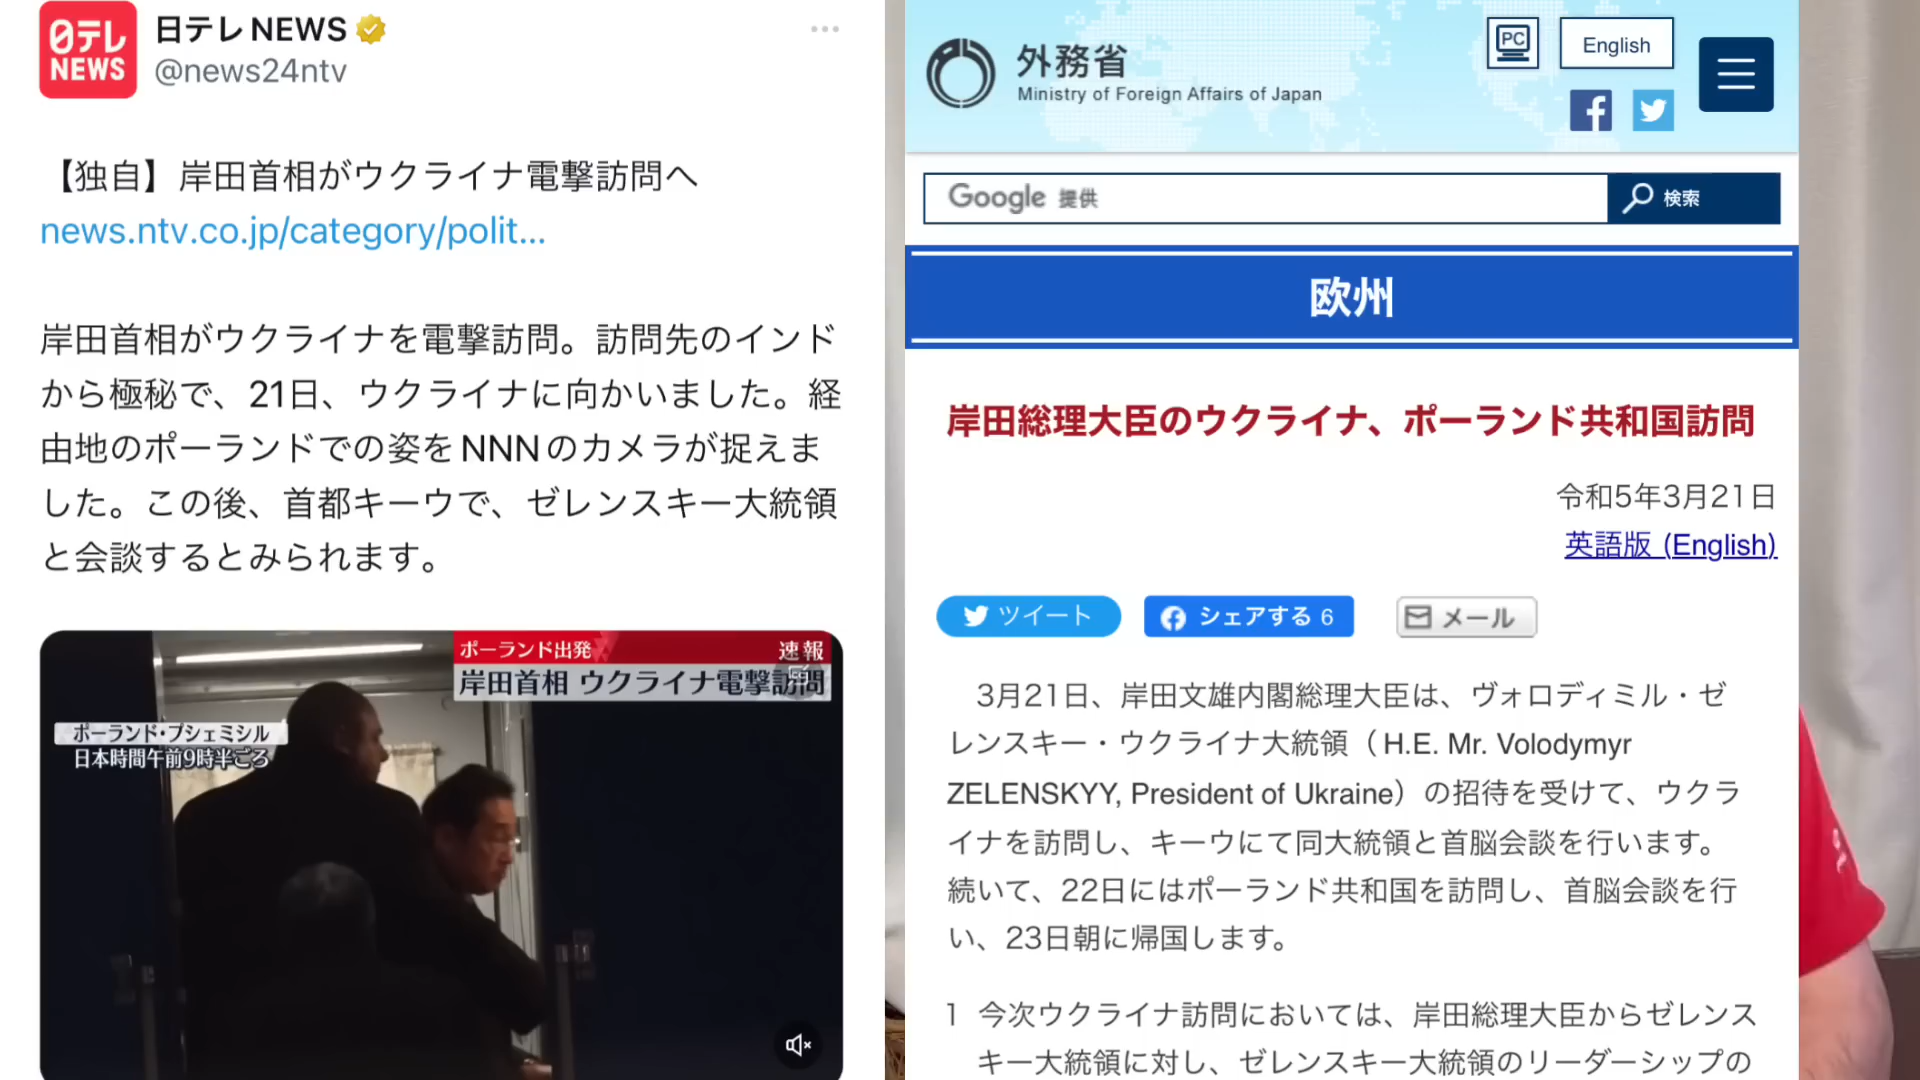 日テレ
NEWS
日テレNEWS
@news24ntv
【独自】岸田首相がウクライナ電撃訪問へ
news.ntv.co.jp/category/polit...
岸田首相がウクライナを電撃訪問。訪問先のインド
から極秘で、21日、ウクライナに向かいました。経
由地のポーランドでの姿をNNNのカメラが捉えま
した。この後、首都キーウで、ゼレンスキー大統領
と会談するとみられます。
ポーランド出発 速報
岸田首相 ウクライナ電撃訪問
ポーランド・プシェミシル
日本時間午前9時半ごろ
外務省
Ministry of Foreign Affairs of Japan
PC
English
Google 提供
検索
欧州
岸田総理大臣のウクライナ、ポーランド共和国訪問
令和5年3月21日
英語版 (English)
ツイート
シェアする 6
メール
3月21日、岸田文雄内閣総理大臣は、ヴォロディミル・ゼ
レンスキー・ウクライナ大統領（H.E. Mr. Volodymyr
ZELENSKYY, President of Ukraine）の招待を受けて、ウクラ
イナを訪問し、キーウにて同大統領と首脳会談を行います。
続いて、22日にはポーランド共和国を訪問し、首脳会談を行
い、23日朝に帰国します。
1 今次ウクライナ訪問においては、岸田総理大臣からゼレンス
キー大統領に対し、ゼレンスキー大統領のリーダーシップの